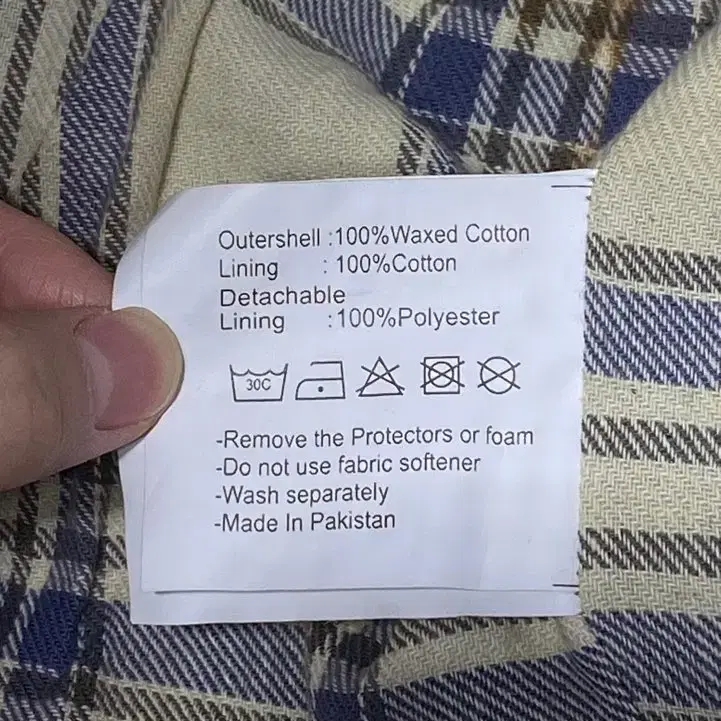 Outershell :100%Waxed Cotton
Lining : 100%Cotton
Detachable
Lining :100%Polyester
30C
-Remove the Protectors or foam
-Do not use fabric softener
-Wash separately
-Made In Pakistan